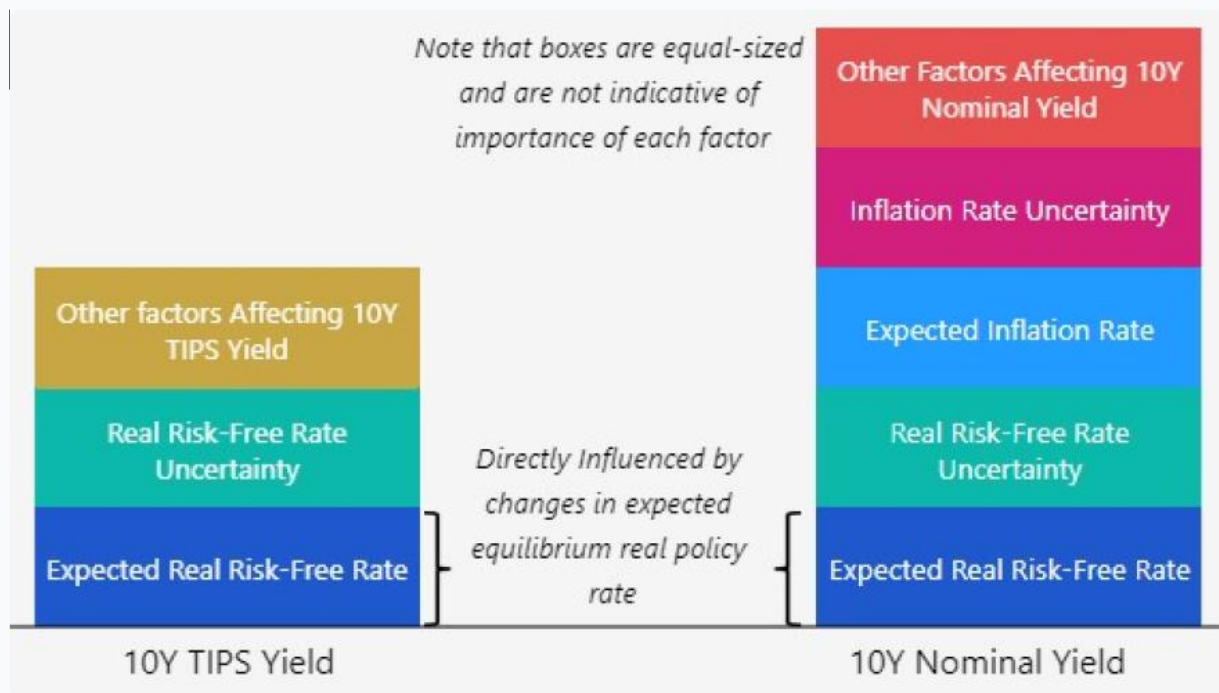 Note that boxes are equal-sized
and are not indicative of
importance of each factor
Other Factors Affecting 10Y
Nominal Yield
Inflation Rate Uncertainty
Other factors Affecting 10Y
TIPS Yield
Expected Inflation Rate
Real Risk-Free Rate
Uncertainty
Directly Influenced by
changes in expected
equilibrium real policy
rate
Real Risk-Free Rate
Uncertainty
Expected Real Risk-Free Rate
Expected Real Risk-Free Rate
10Y TIPS Yield
10Y Nominal Yield